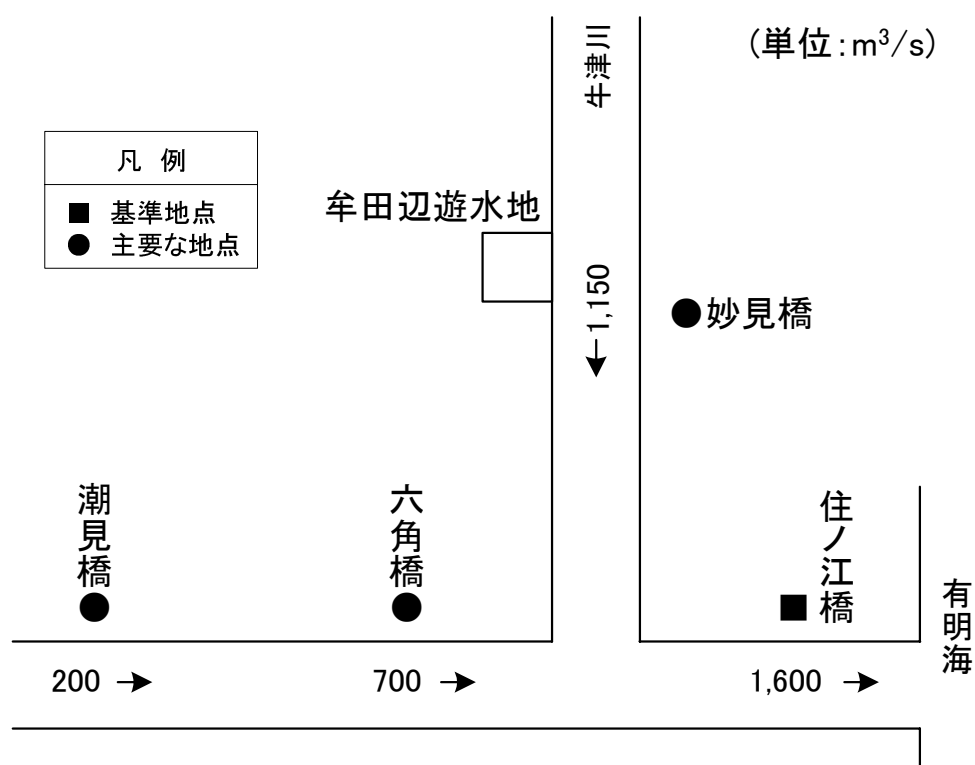 (単位:m³/s)
牛津川
凡 例
■ 基準地点
● 主要な地点
牟田辺遊水地
←1,150
●妙見橋
潮見橋
六角橋
住ノ江橋
有明海
200 →
700 →
1,600 →